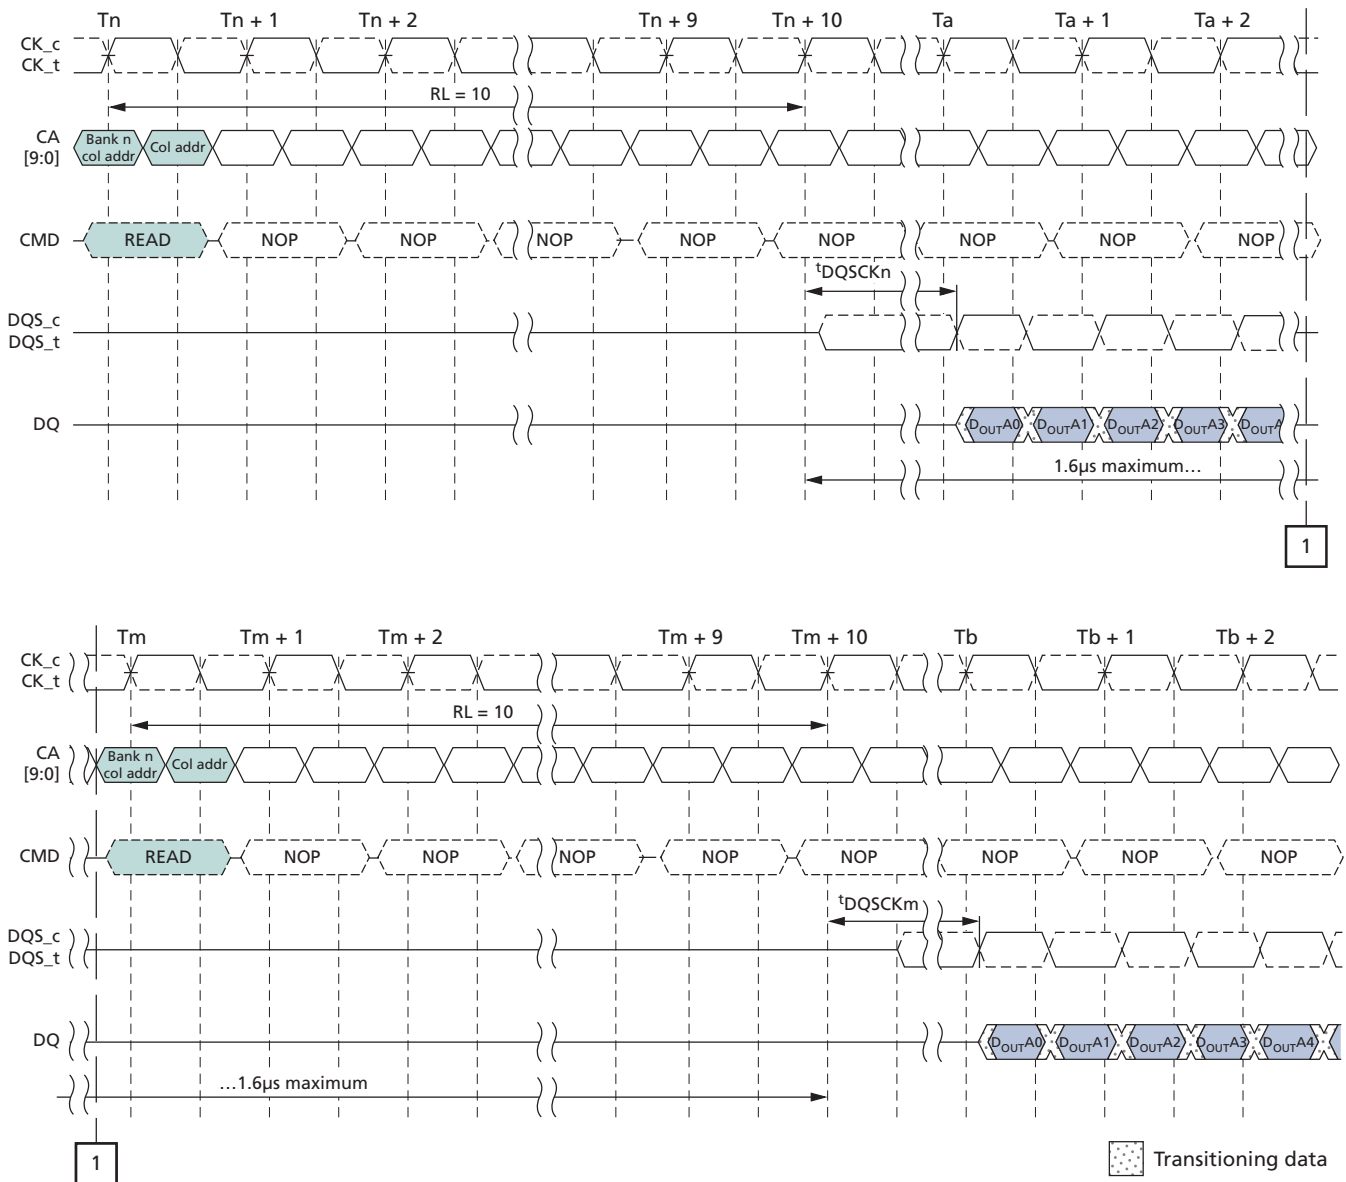 Tn Tn + 1 Tn + 2 Tn + 9 Tn + 10 Ta Ta + 1 Ta + 2
CK_c
CK_t
RL = 10
CA
[9:0]
Bank n
col addr
Col addr
CMD READ NOP NOP NOP NOP NOP NOP NOP NOP
tDQSCKn
DQS_c
DQS_t
DQ DOUTA0 DOUTA1 DOUTA2 DOUTA3 DOUTA
1.6µs maximum…
1
Tm Tm + 1 Tm + 2 Tm + 9 Tm + 10 Tb Tb + 1 Tb + 2
CK_c
CK_t
RL = 10
CA
[9:0]
Bank n
col addr
Col addr
CMD READ NOP NOP NOP NOP NOP NOP NOP NOP
tDQSCKm
DQS_c
DQS_t
DQ DOUTA0 DOUTA1 DOUTA2 DOUTA3 DOUTA4
…1.6µs maximum
1
Transitioning data